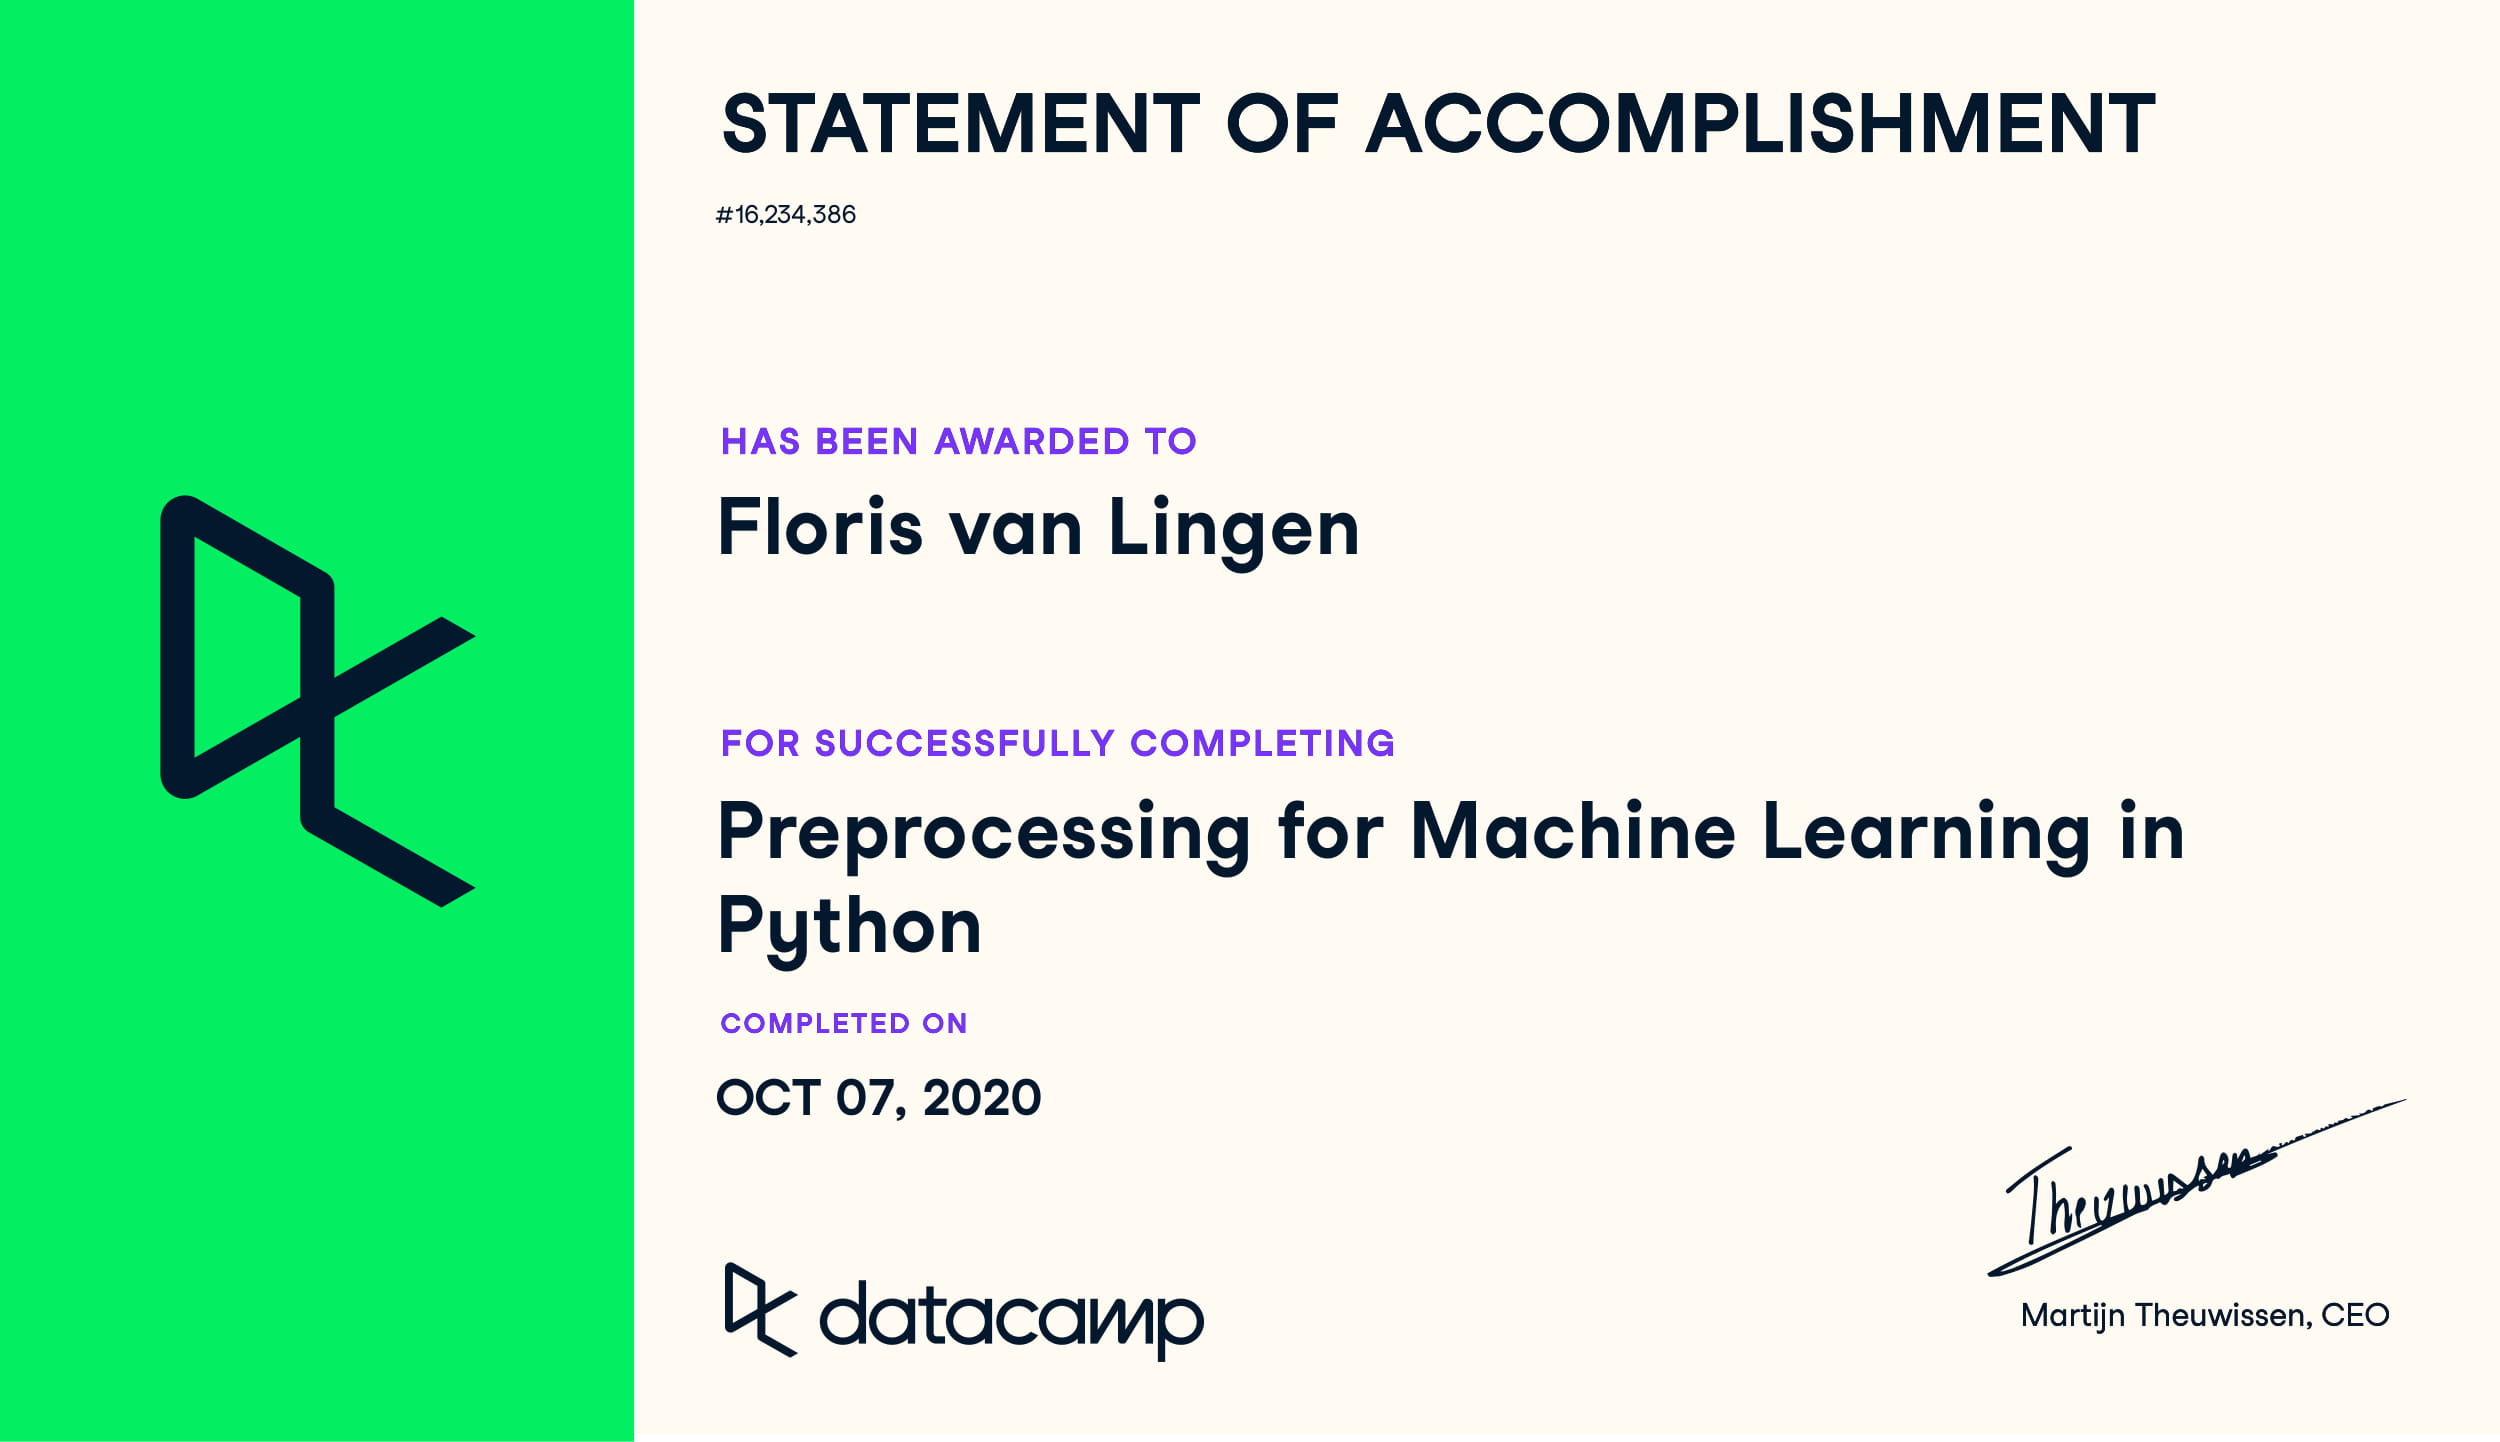 STATEMENT OF ACCOMPLISHMENT
#16,234,386
HAS BEEN AWARDED TO
Floris van Lingen
FOR SUCCESSFULLY COMPLETING
Preprocessing for Machine Learning in
Python
COMPLETED ON
OCT 07, 2020
Theuwissen
datacamp
Martijn Theuwissen, CEO